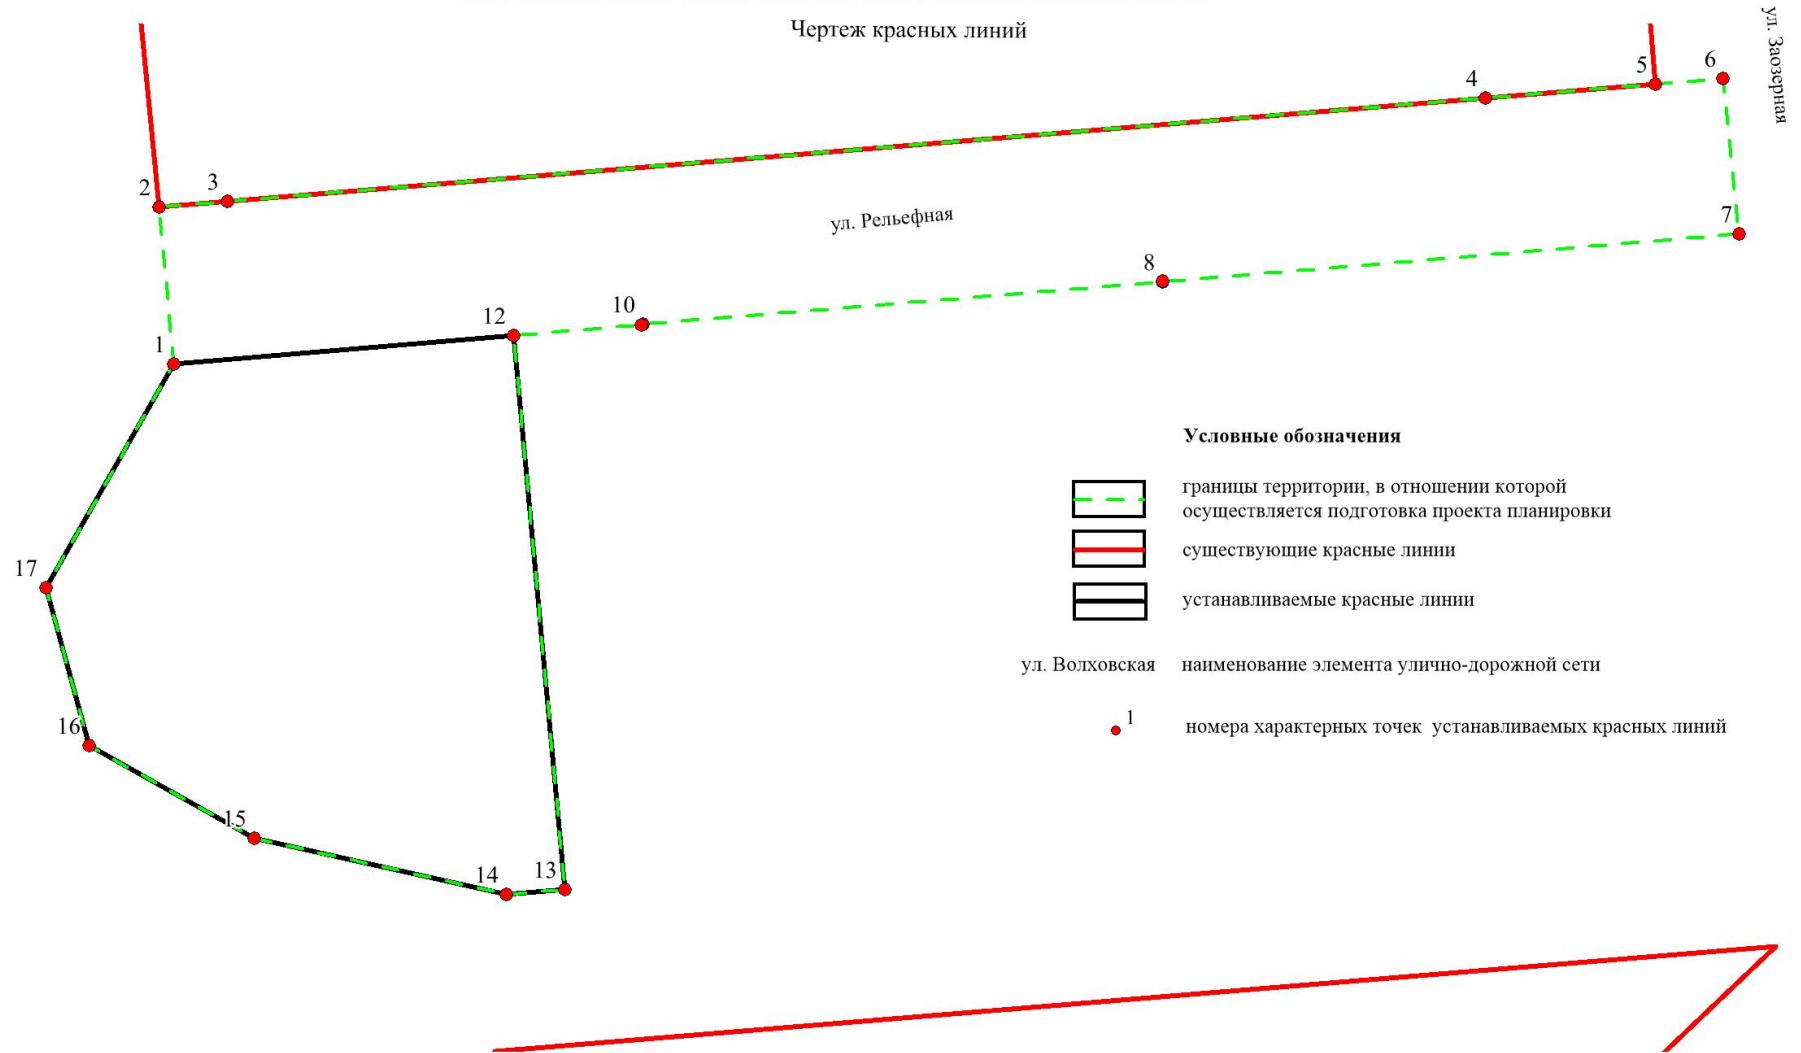 Чертеж красных линий
ул. Заозерная
6
5
4
3
2
ул. Рельефная
7
8
10
12
1
Условные обозначения
границы территории, в отношении которой
осуществляется подготовка проекта планировки
существующие красные линии
17
устанавливаемые красные линии
ул. Волховская наименование элемента улично-дорожной сети
16
1
номера характерных точек устанавливаемых красных линий
15
14
13